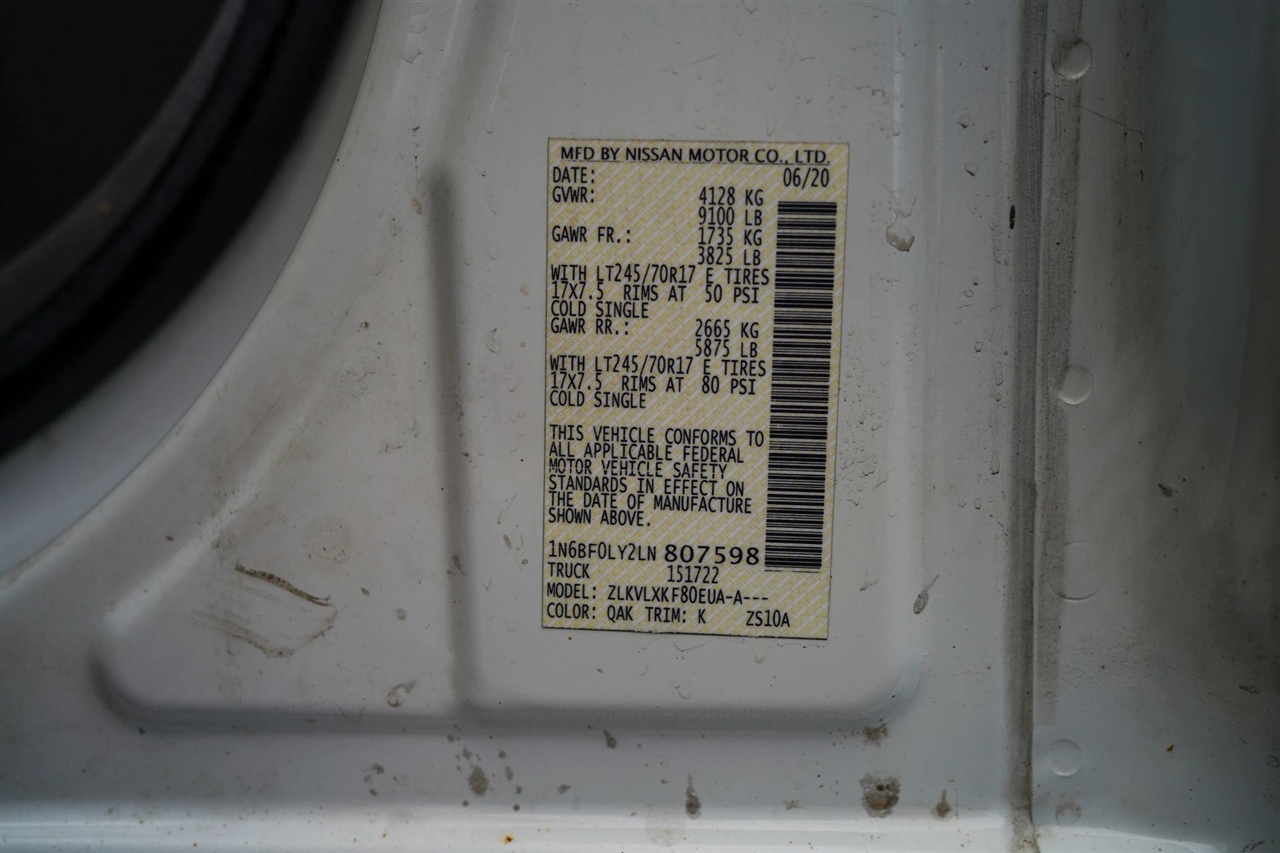 MFD BY NISSAN MOTOR CO., LTD.
DATE: 06/20
GVWR: 4128 KG
9100 LB
GAWR FR.: 1735 KG
3825 LB
WITH LT245/70R17 E TIRES
17X7.5 RIMS AT 50 PSI
COLD SINGLE
GAWR RR.: 2665 KG
5875 LB
WITH LT245/70R17 E TIRES
17X7.5 RIMS AT 80 PSI
COLD SINGLE
THIS VEHICLE CONFORMS TO
ALL APPLICABLE FEDERAL
MOTOR VEHICLE SAFETY
STANDARDS IN EFFECT ON
THE DATE OF MANUFACTURE
SHOWN ABOVE.
1N6BF0LY2LN 807598
TRUCK 151722
MODEL: ZLKVLXKF80EUA-A---
COLOR: QAK TRIM: K ZS10A